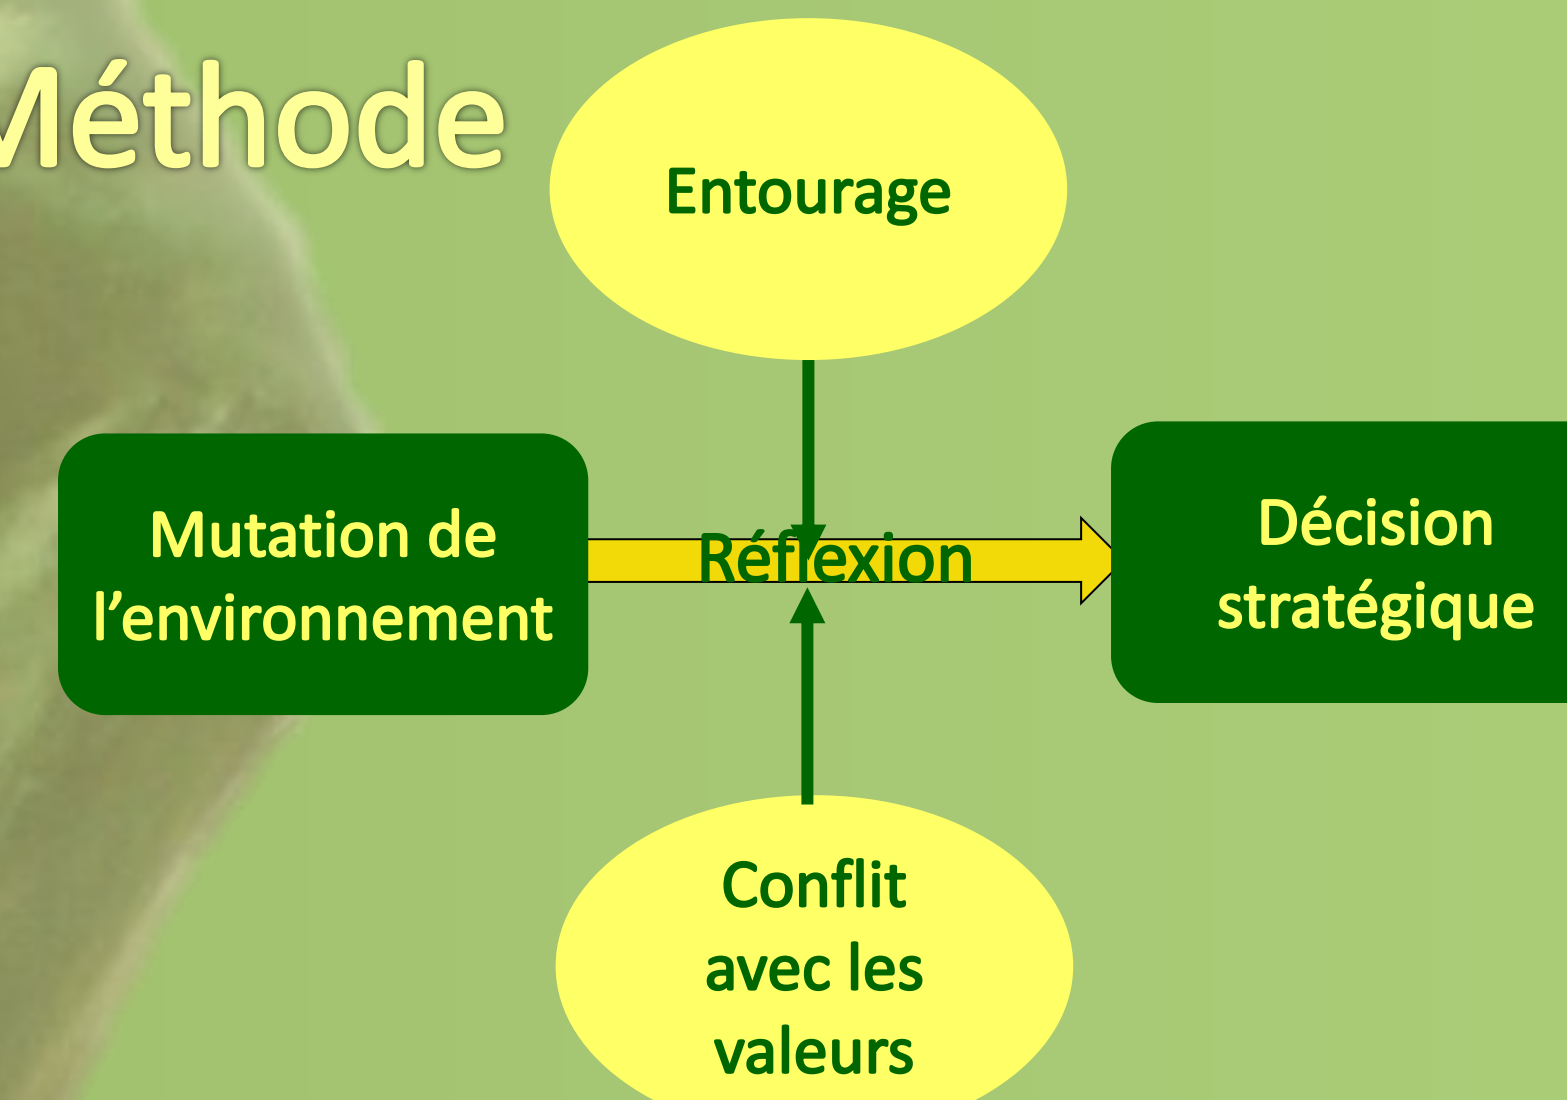 Méthode
Entourage
Mutation de
l’environnement
Réflexion
Décision
stratégique
Conflit
avec les
valeurs